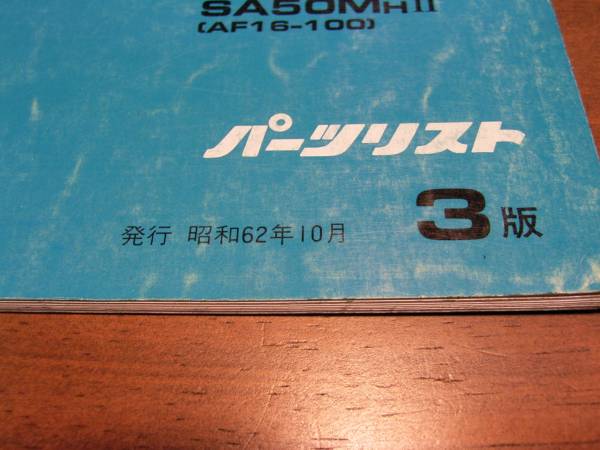 SA50MHII
(AF16-100)
パーツリスト
発行 昭和62年10月 3版